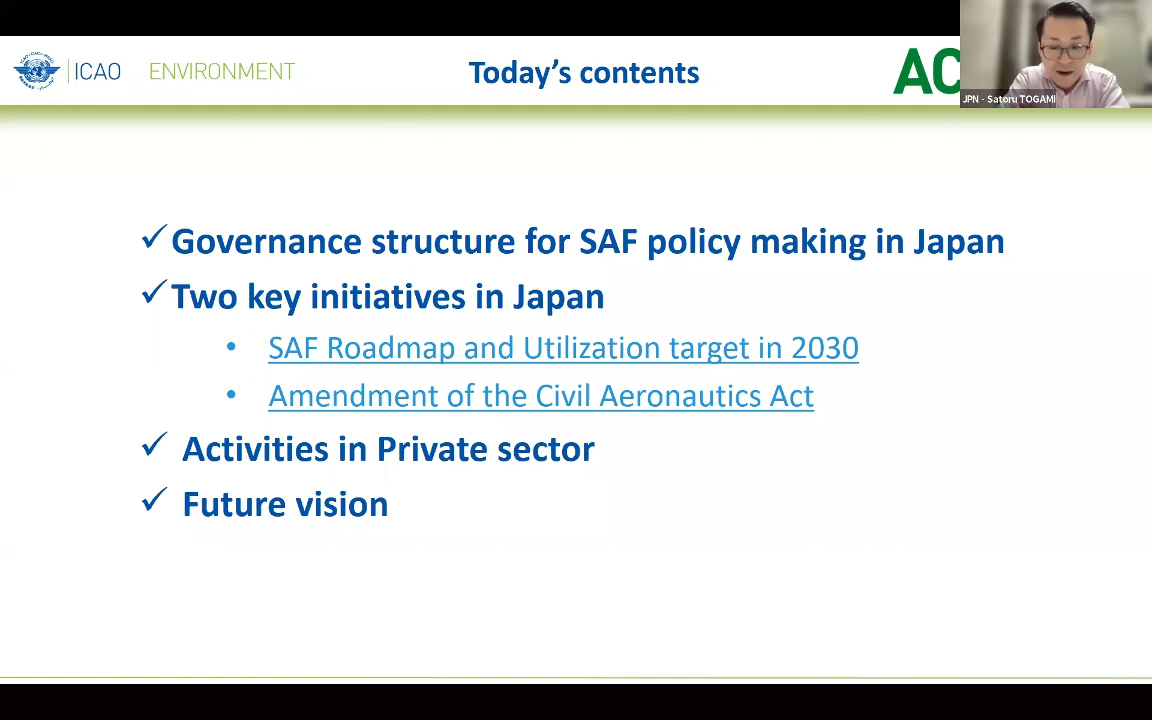 ICAO ENVIRONMENT
Today's contents
AC
JPN - Satoru TOGAMI
✓Governance structure for SAF policy making in Japan
✓Two key initiatives in Japan
• SAF Roadmap and Utilization target in 2030
• Amendment of the Civil Aeronautics Act
✓ Activities in Private sector
✓ Future vision